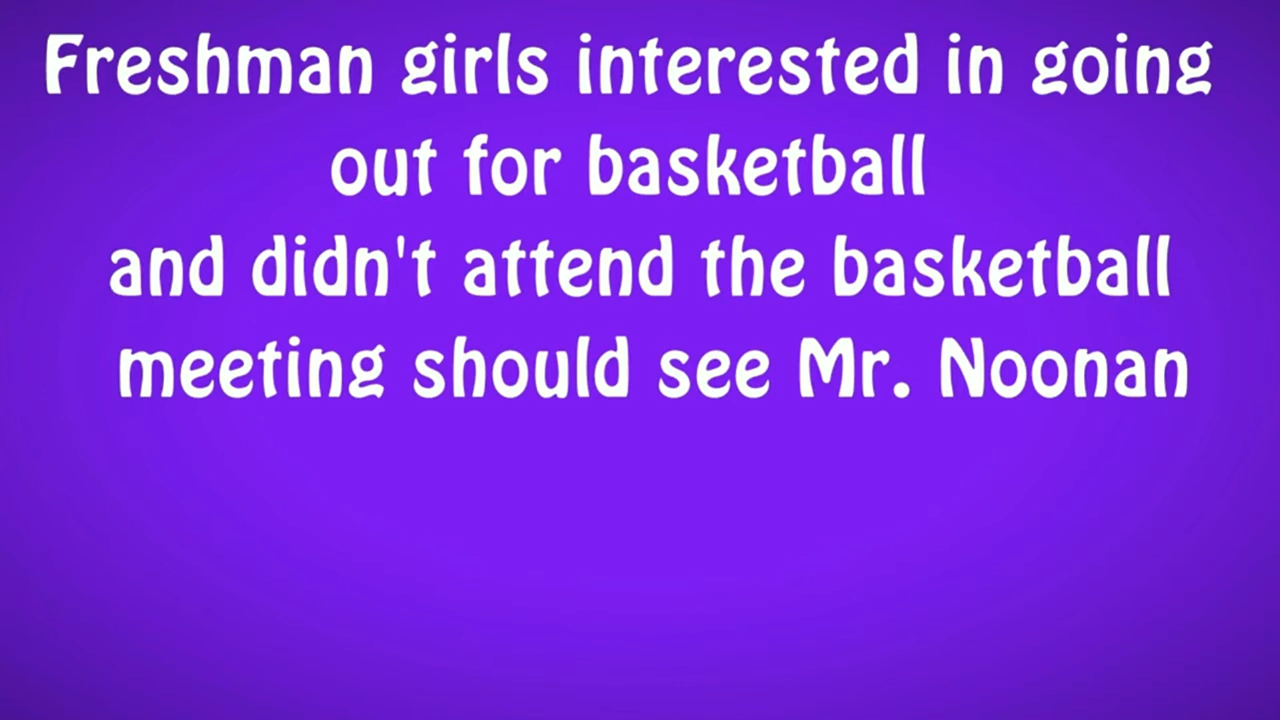 Freshman girls interested in going
out for basketball
and didn't attend the basketball
meeting should see Mr. Noonan